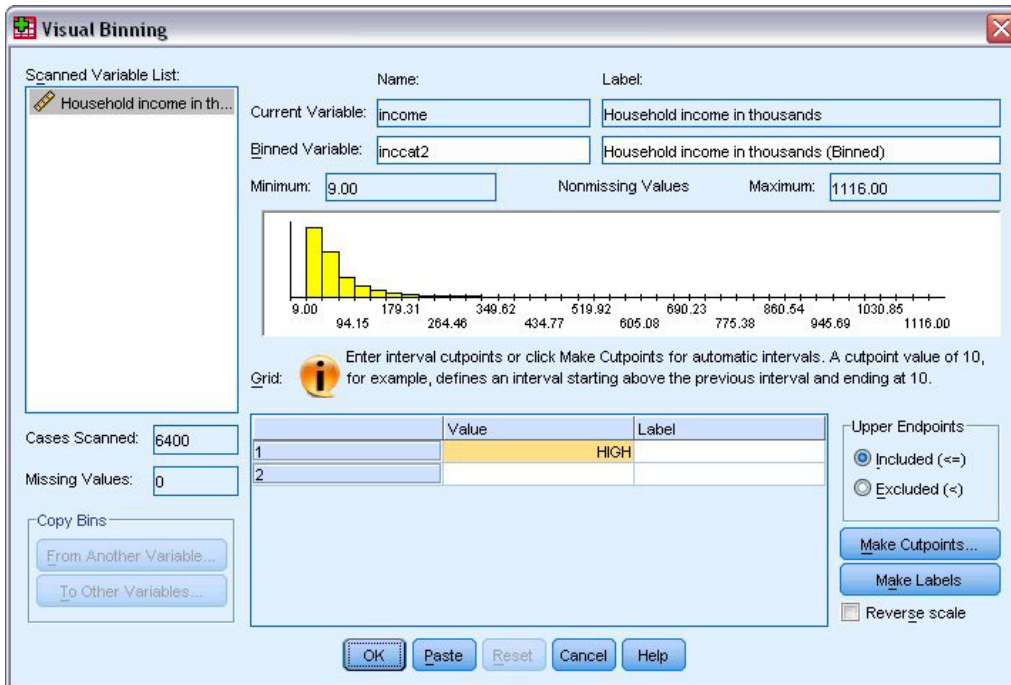 Visual Binning
Scanned Variable List:
Household income in th...
Name:
Label:
Current Variable:
income
Household income in thousands
Binned Variable:
inccat2
Household income in thousands (Binned)
Minimum:
9.00
Nonmissing Values
Maximum:
1116.00
9.00 179.31 349.62 519.92 690.23 860.54 1030.85
94.15 264.46 434.77 605.08 775.38 945.69 1116.00
Grid:
Enter interval cutpoints or click Make Cutpoints for automatic intervals. A cutpoint value of 10,
for example, defines an interval starting above the previous interval and ending at 10.
Cases Scanned:
6400
Missing Values:
0
Copy Bins
From Another Variable...
To Other Variables...
Value Label
1 HIGH
2
Upper Endpoints
Included (<=)
Excluded (<)
Make Cutpoints...
Make Labels
Reverse scale
OK
Paste
Reset
Cancel
Help